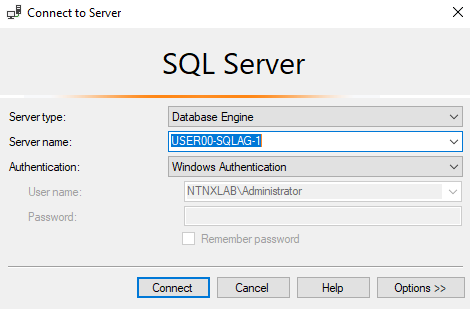 Connect to Server
SQL Server
Server type: Database Engine
Server name: USER00-SQLAG-1
Authentication: Windows Authentication
User name: NTNXLAB\Administrator
Password:
Remember password
Connect Cancel Help Options >>